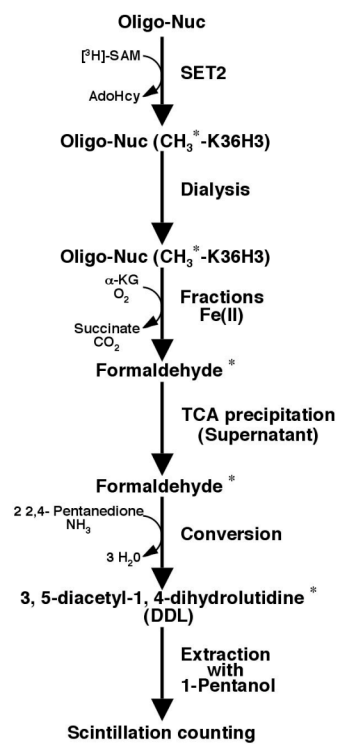 Oligo-Nuc
[³H]-SAM
SET2
AdoHcy
Oligo-Nuc (CH₃*-K36H3)
Dialysis
Oligo-Nuc (CH₃*-K36H3)
α-KG
O₂
Fractions
Fe(II)
Succinate
CO₂
Formaldehyde *
TCA precipitation
(Supernatant)
Formaldehyde *
2 2,4- Pentanedione
NH₃
Conversion
3 H₂0
3, 5-diacetyl-1, 4-dihydrolutidine *
(DDL)
Extraction
with
1-Pentanol
Scintillation counting